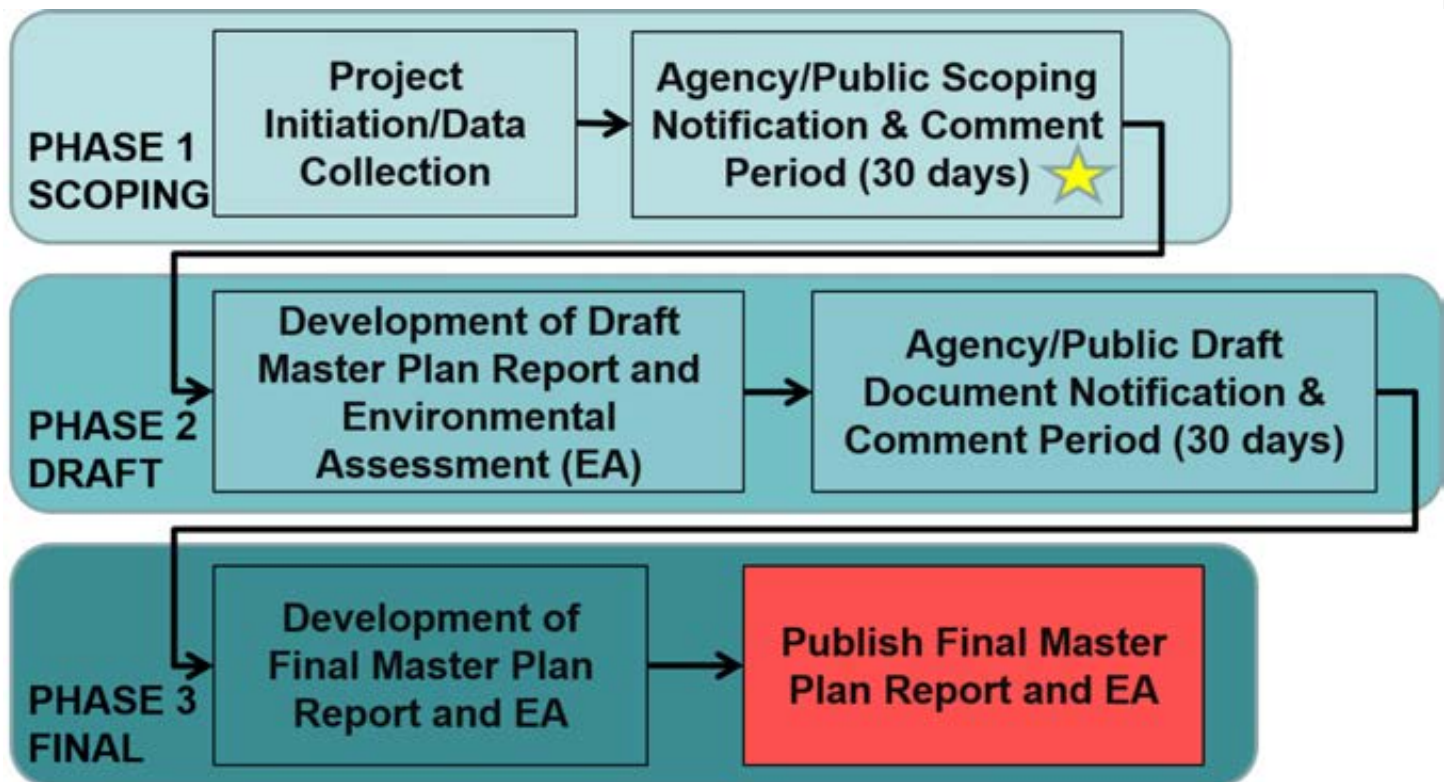 PHASE 1
SCOPING
Project
Initiation/Data
Collection
Agency/Public Scoping
Notification & Comment
Period (30 days)
PHASE 2
DRAFT
Development of Draft
Master Plan Report and
Environmental
Assessment (EA)
Agency/Public Draft
Document Notification &
Comment Period (30 days)
PHASE 3
FINAL
Development of
Final Master Plan
Report and EA
Publish Final Master
Plan Report and EA